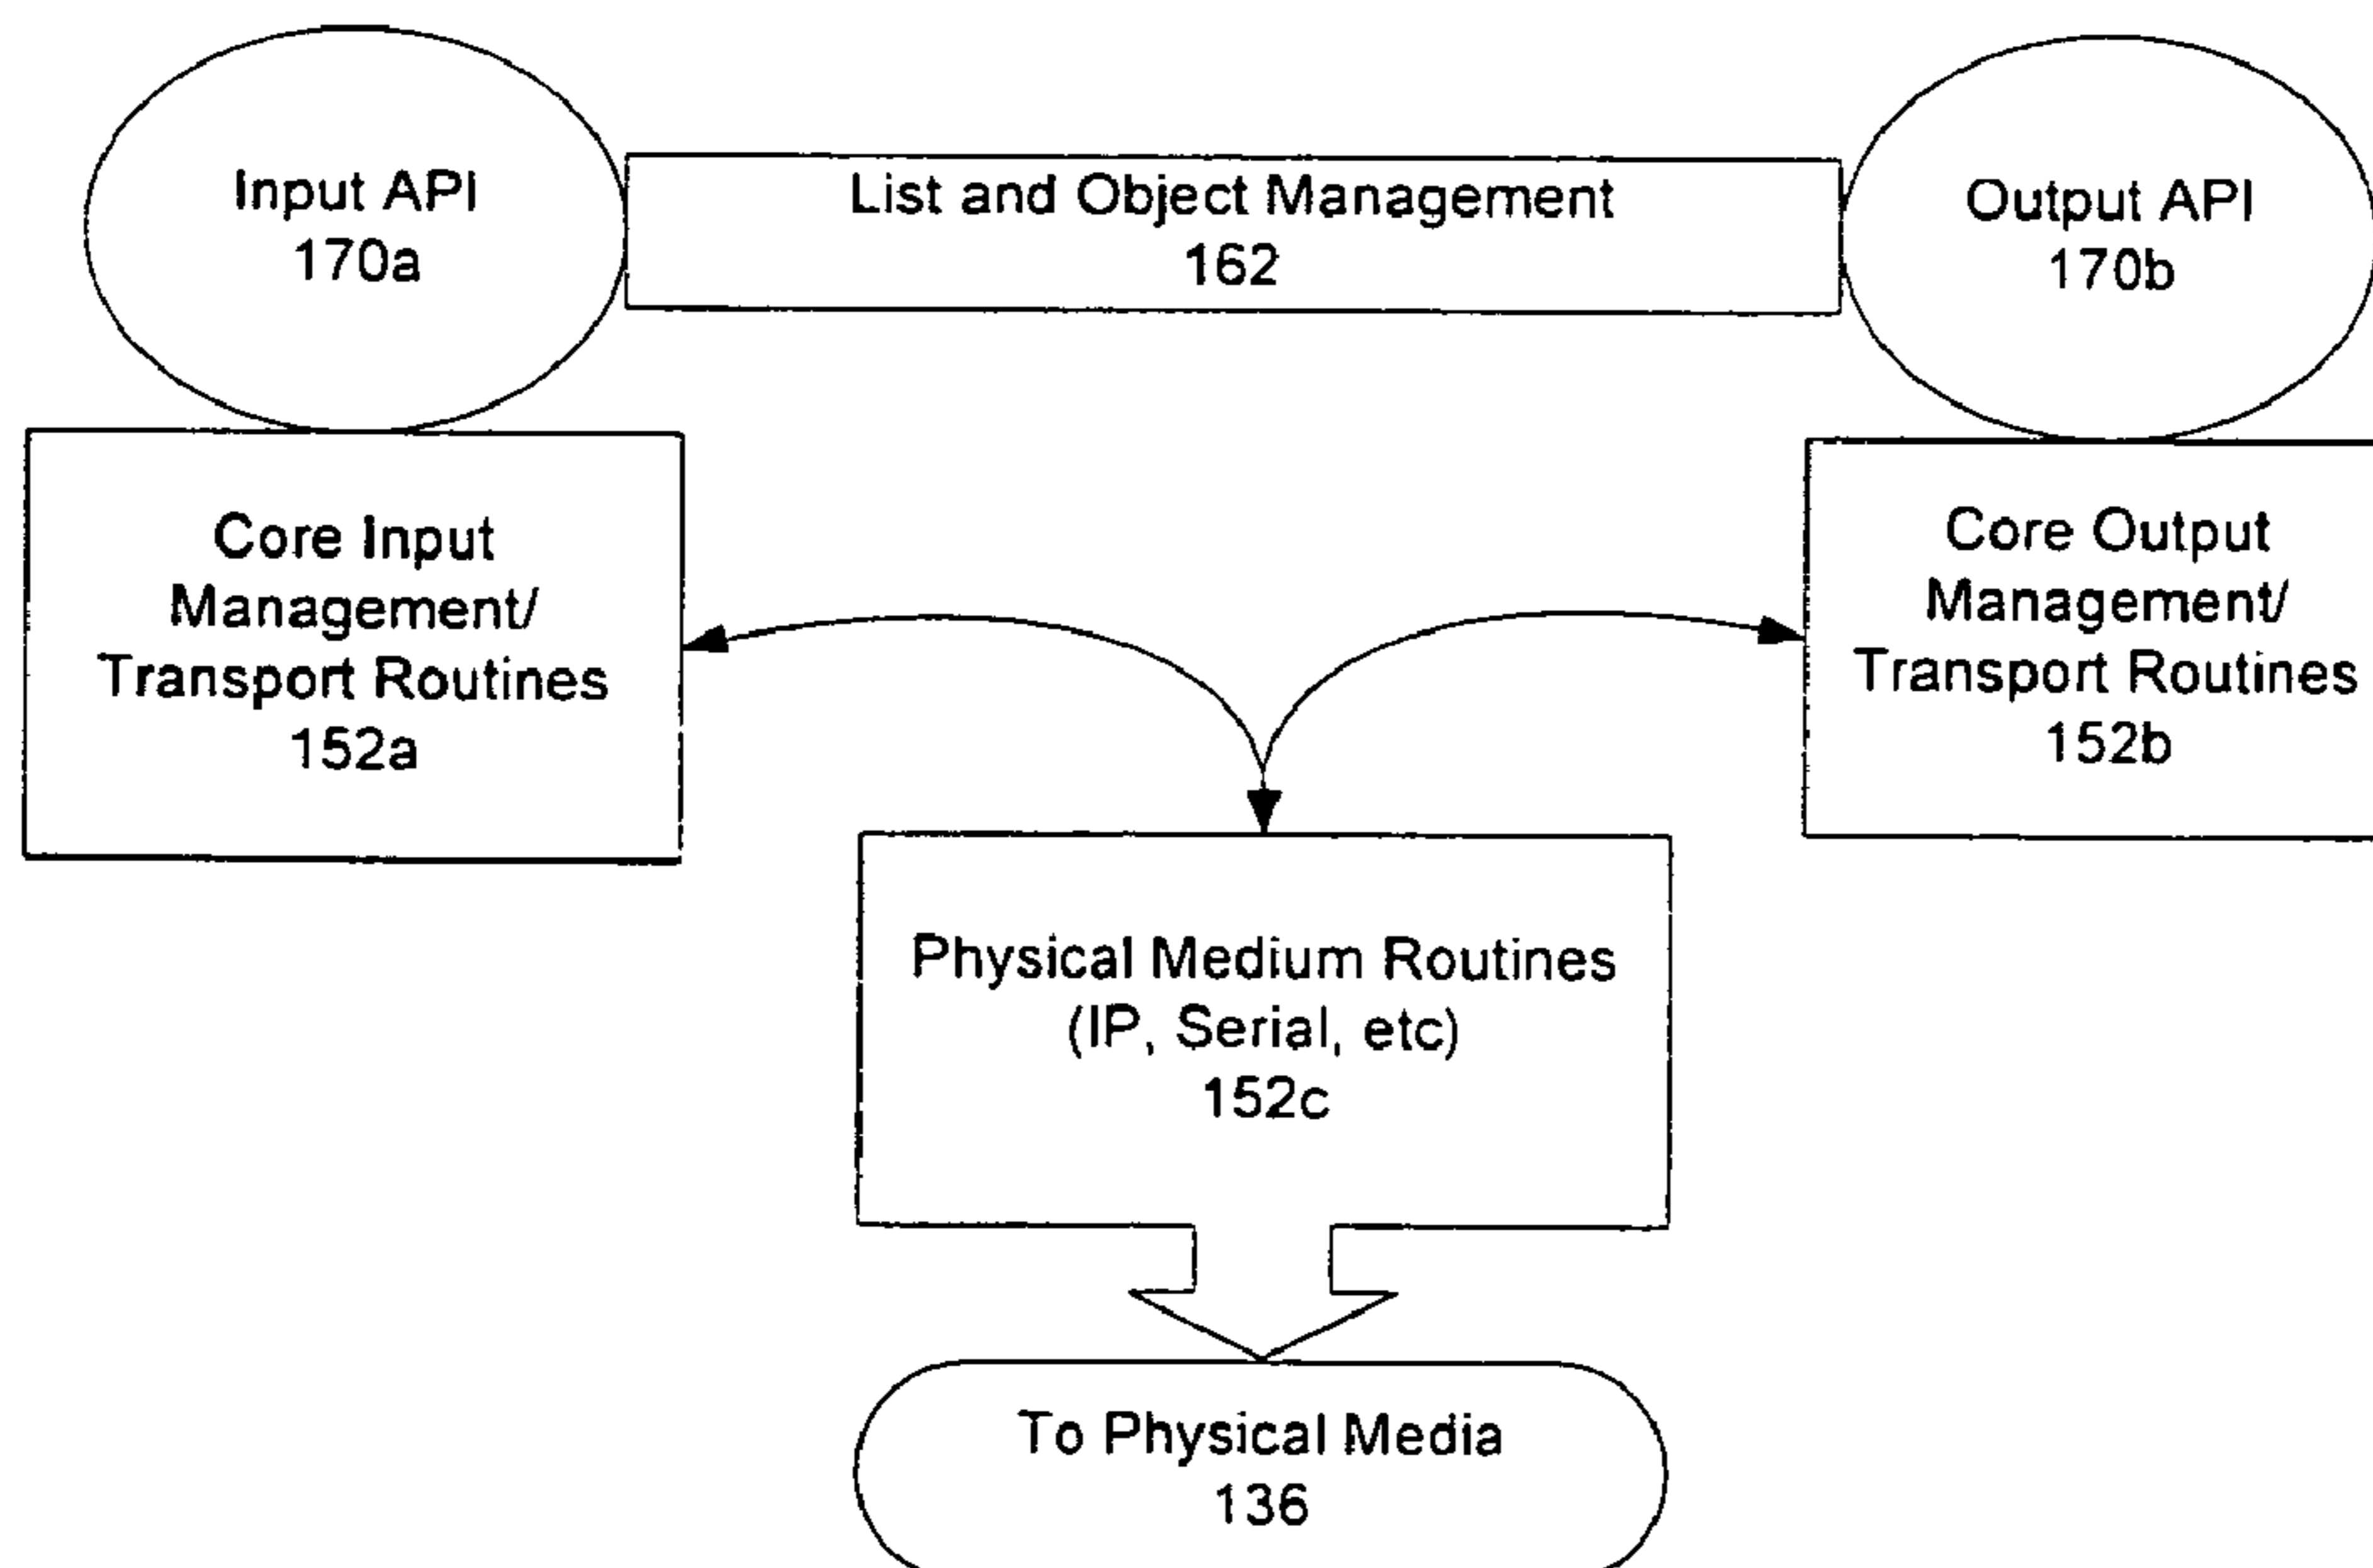 Input API
170a
List and Object Management
162
Output API
170b
Core Input
Management/
Transport Routines
152a
Core Output
Management/
Transport Routines
152b
Physical Medium Routines
(IP, Serial, etc)
152c
To Physical Media
136